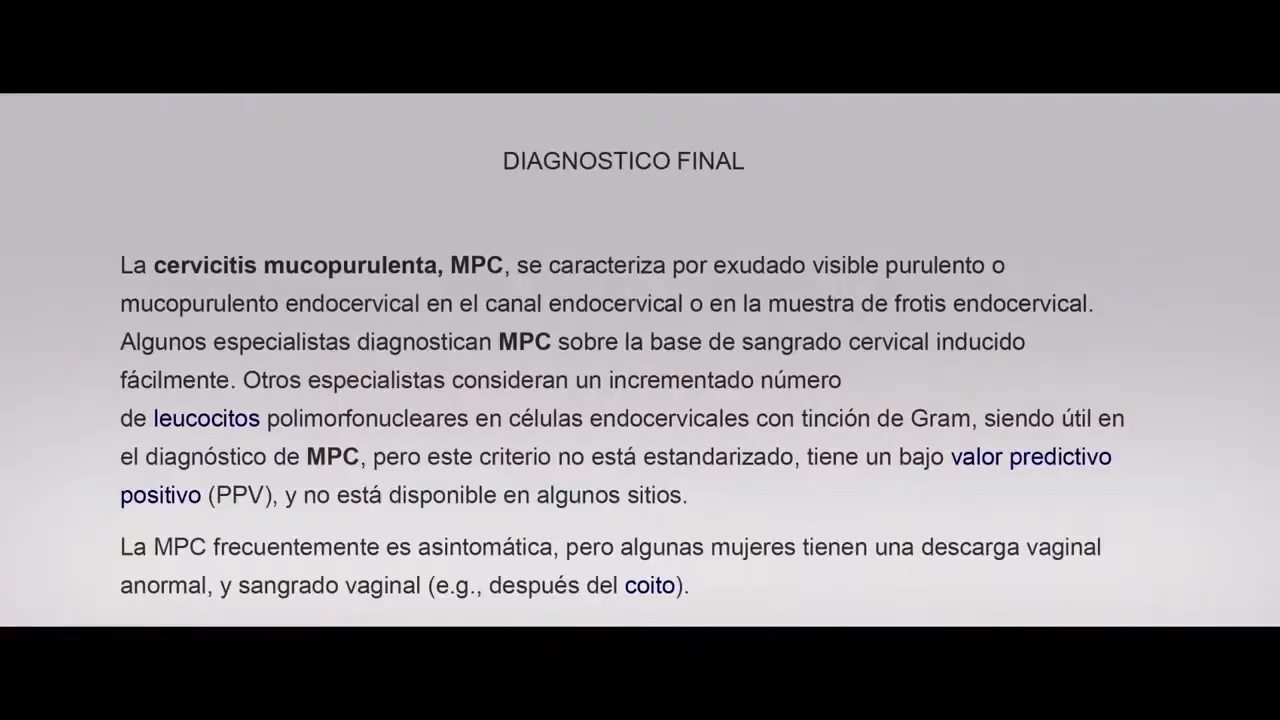 DIAGNOSTICO FINAL
La cervicitis mucopurulenta, MPC, se caracteriza por exudado visible purulento o
mucopurulento endocervical en el canal endocervical o en la muestra de frotis endocervical.
Algunos especialistas diagnostican MPC sobre la base de sangrado cervical inducido
fácilmente. Otros especialistas consideran un incrementado número
de leucocitos polimorfonucleares en células endocervicales con tinción de Gram, siendo útil en
el diagnóstico de MPC, pero este criterio no está estandarizado, tiene un bajo valor predictivo
positivo (PPV), y no está disponible en algunos sitios.
La MPC frecuentemente es asintomática, pero algunas mujeres tienen una descarga vaginal
anormal, y sangrado vaginal (e.g., después del coito).